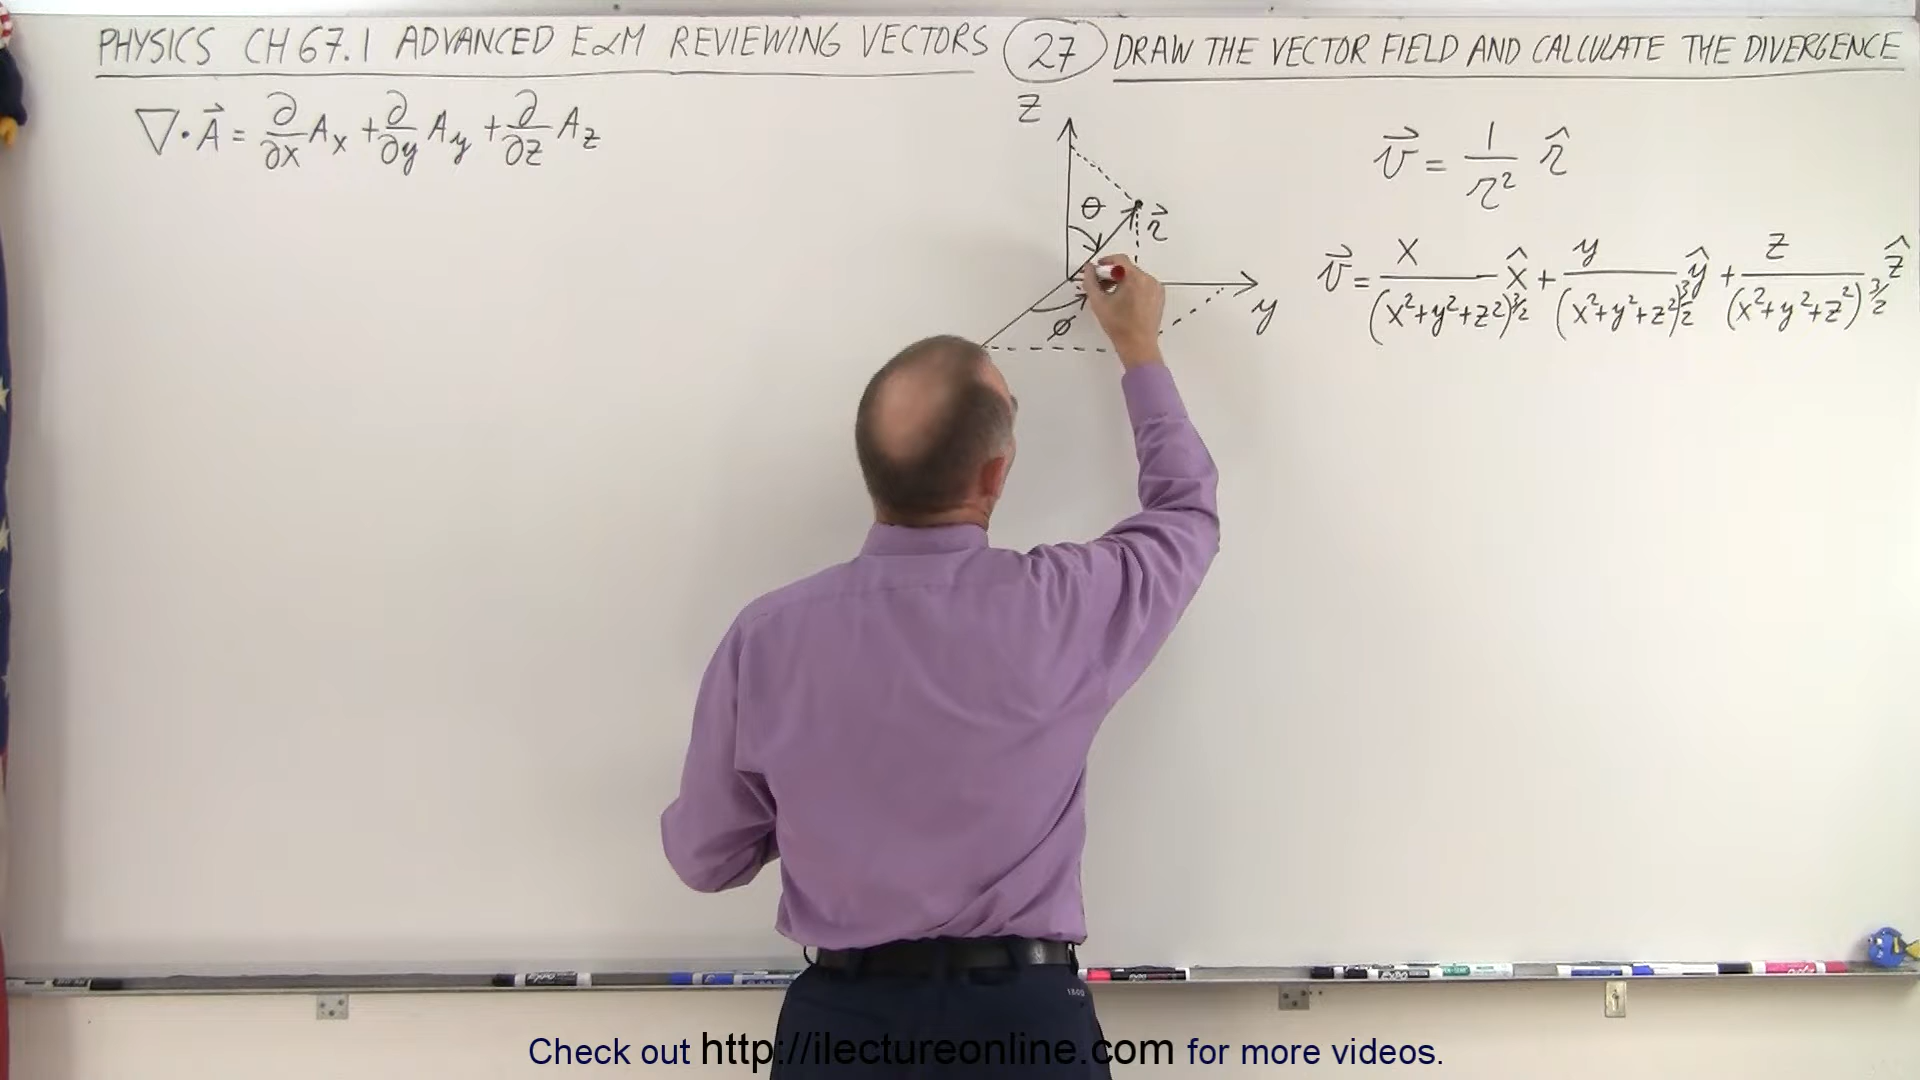 PHYSICS CH 67.1 ADVANCED E&M REVIEWING VECTORS 27 DRAW THE VECTOR FIELD AND CALCULATE THE DIVERGENCE
∇·A⃗ = ∂/∂x Ax + ∂/∂y Ay + ∂/∂z Az
z
θ
r⃗
y
φ
v⃗ = 1/r² r̂
v⃗ = x/(x²+y²+z²)^3/2 x̂ + y/(x²+y²+z²)^3/2 ŷ + z/(x²+y²+z²)^3/2 ẑ
Check out http://ilectureonline.com for more videos.